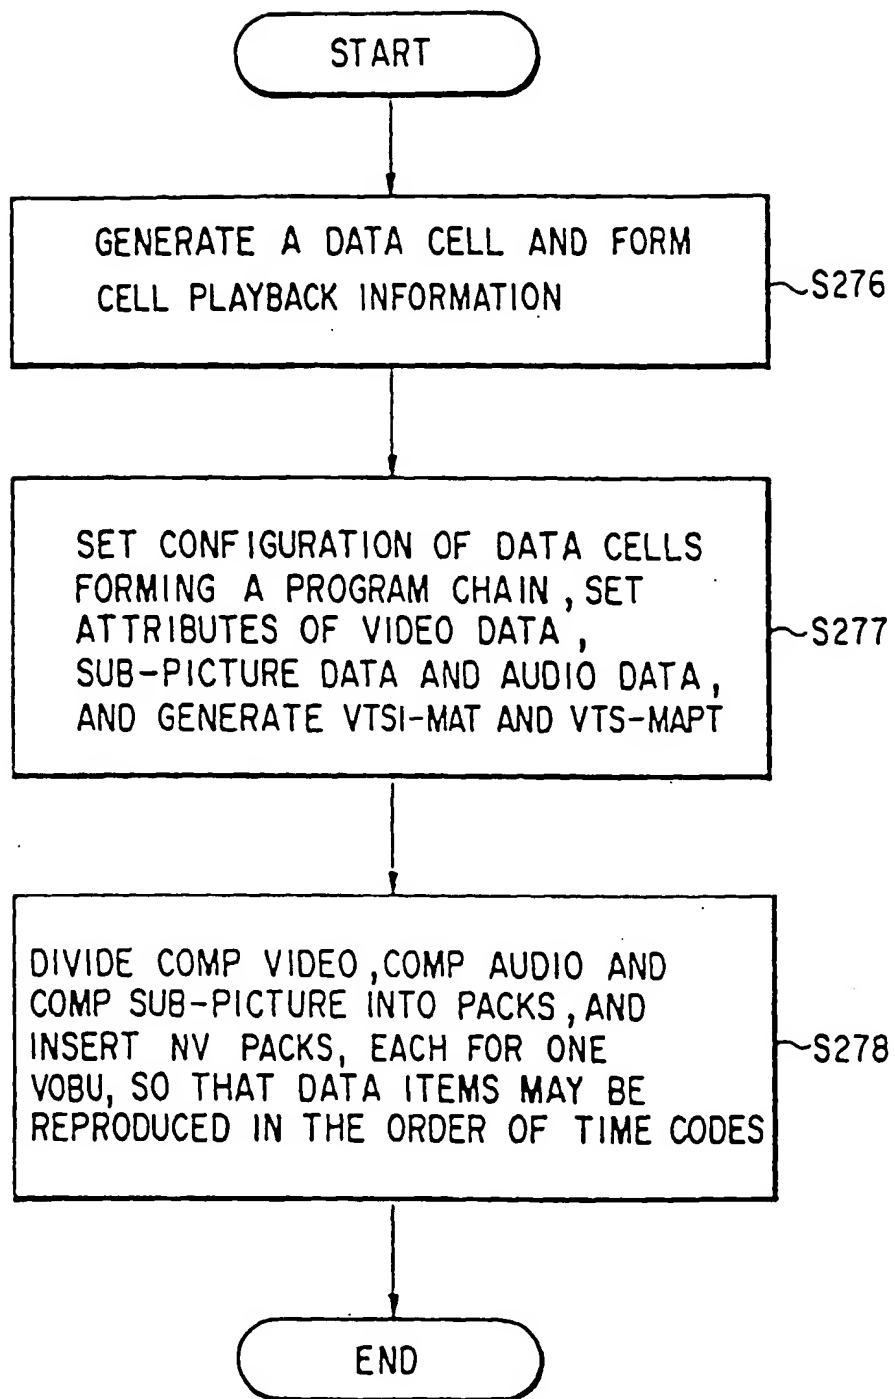 START
GENERATE A DATA CELL AND FORM
CELL PLAYBACK INFORMATION
S276
SET CONFIGURATION OF DATA CELLS
FORMING A PROGRAM CHAIN, SET
ATTRIBUTES OF VIDEO DATA,
SUB-PICTURE DATA AND AUDIO DATA,
AND GENERATE VTSI-MAT AND VTS-MAPT
S277
DIVIDE COMP VIDEO, COMP AUDIO AND
COMP SUB-PICTURE INTO PACKS, AND
INSERT NV PACKS, EACH FOR ONE
VOBU, SO THAT DATA ITEMS MAY BE
REPRODUCED IN THE ORDER OF TIME CODES
S278
END